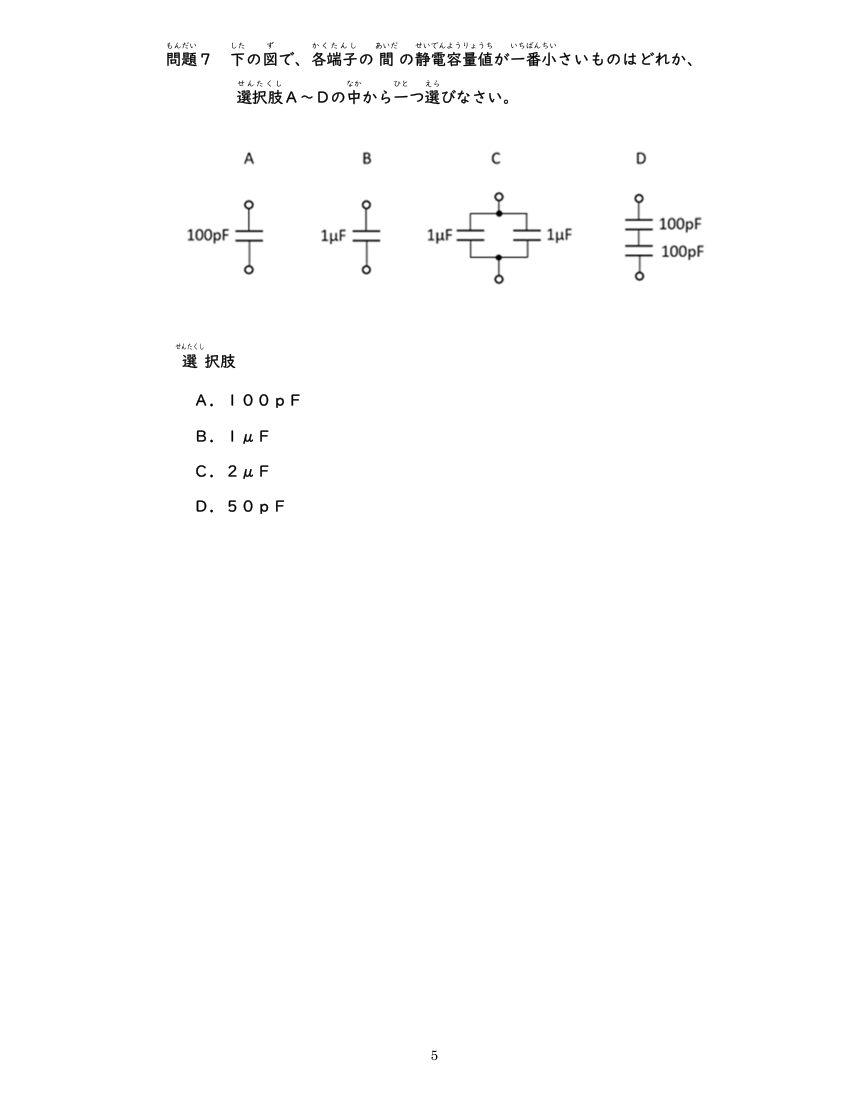 もんだい した ず かくたんし あいだ せいでんようりょうち いちばんちい
問題７ 下の図で、各端子の間の静電容量値が一番小さいものはどれか、
せんたくし なか ひと えら
選択肢Ａ～Ｄの中から一つ選びなさい。
A B C D
100pF 1μF 1μF 1μF 100pF
100pF
せんたくし
選択肢
Ａ．１００ｐＦ
Ｂ．１μＦ
Ｃ．２μＦ
Ｄ．５０ｐＦ
5